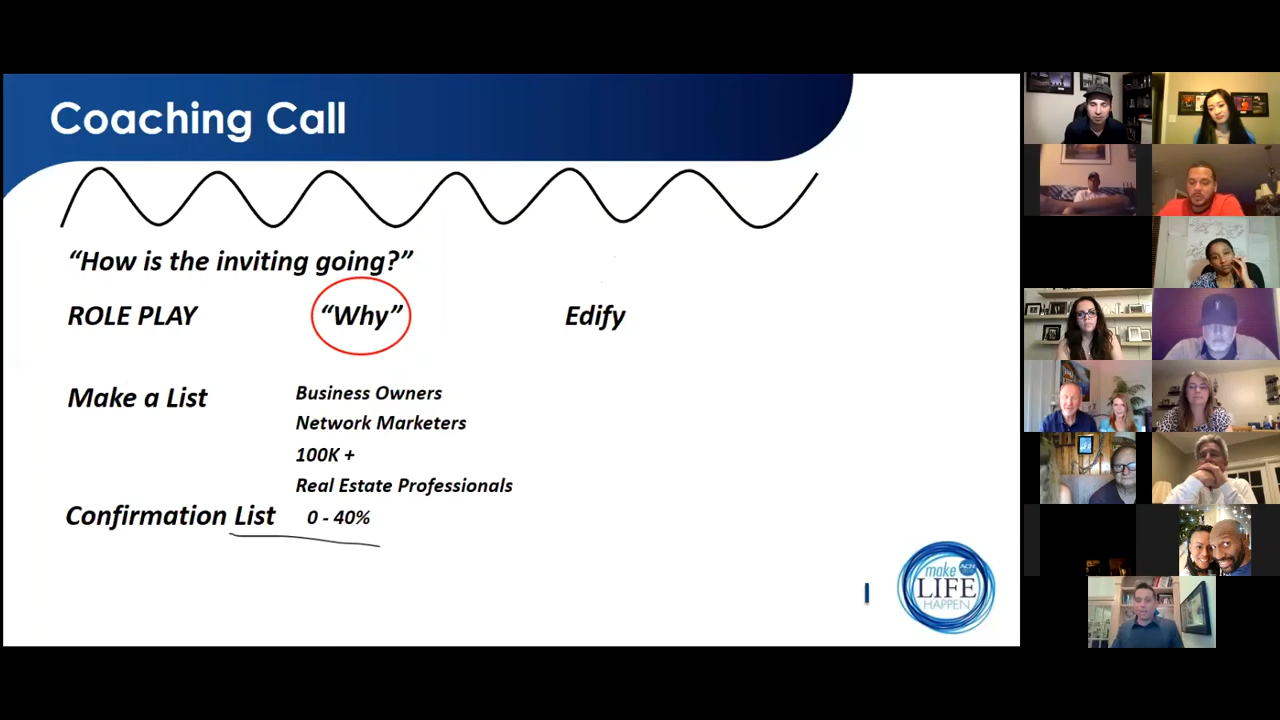 Coaching Call
“How is the inviting going?”
ROLE PLAY “Why” Edify
Make a List
Business Owners
Network Marketers
100K +
Real Estate Professionals
Confirmation List 0 - 40%
make ACN
LIFE
HAPPEN